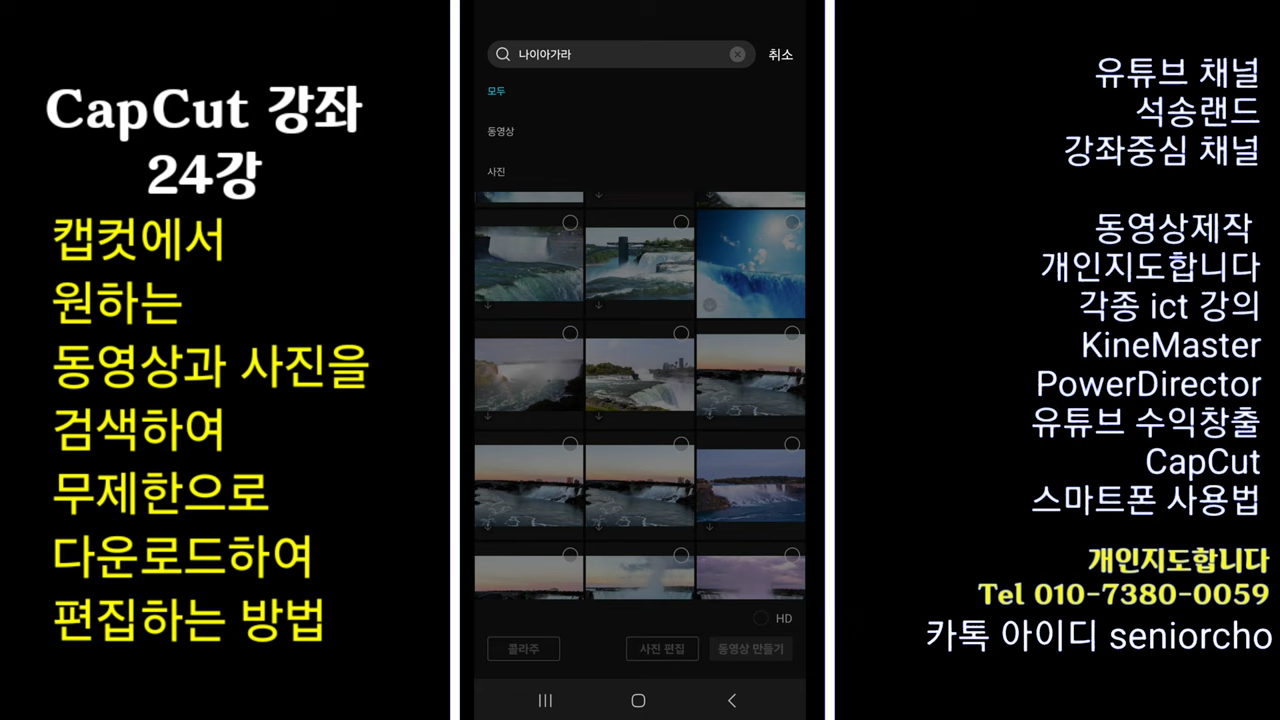 CapCut 강좌
24강
캡컷에서
원하는
동영상과 사진을
검색하여
무제한으로
다운로드하여
편집하는 방법
나이아가라
취소
모두
동영상
사진
HD
콜라주
사진 편집
동영상 만들기
유튜브 채널
석송랜드
강좌중심 채널
동영상제작
개인지도합니다
각종 ict 강의
KineMaster
PowerDirector
유튜브 수익창출
CapCut
스마트폰 사용법
개인지도합니다
Tel 010-7380-0059
카톡 아이디 seniorcho